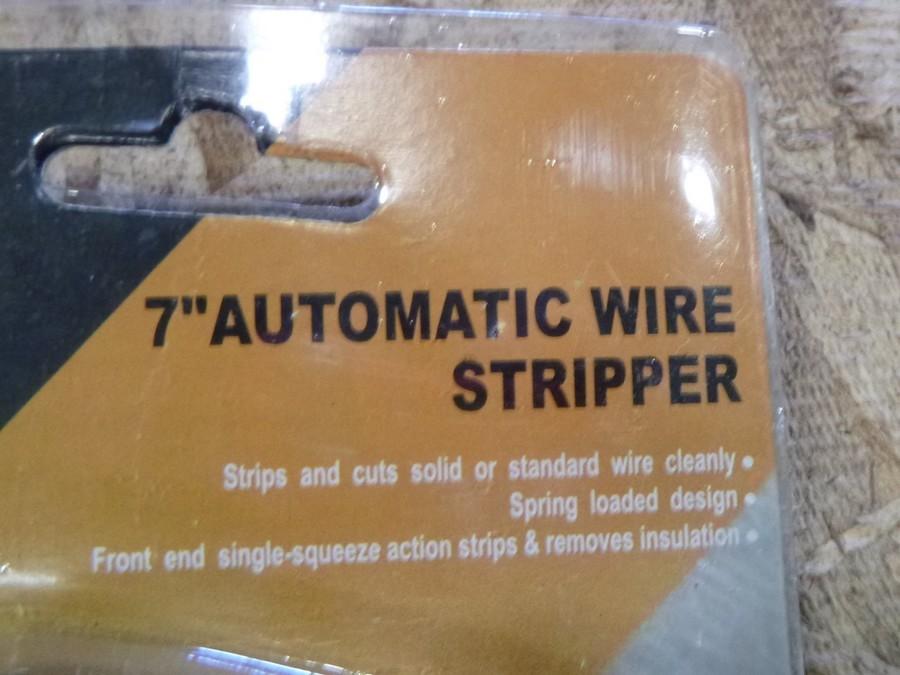 7"AUTOMATIC WIRE
STRIPPER
Strips and cuts solid or standard wire cleanly •
Spring loaded design •
Front end single-squeeze action strips & removes insulation •